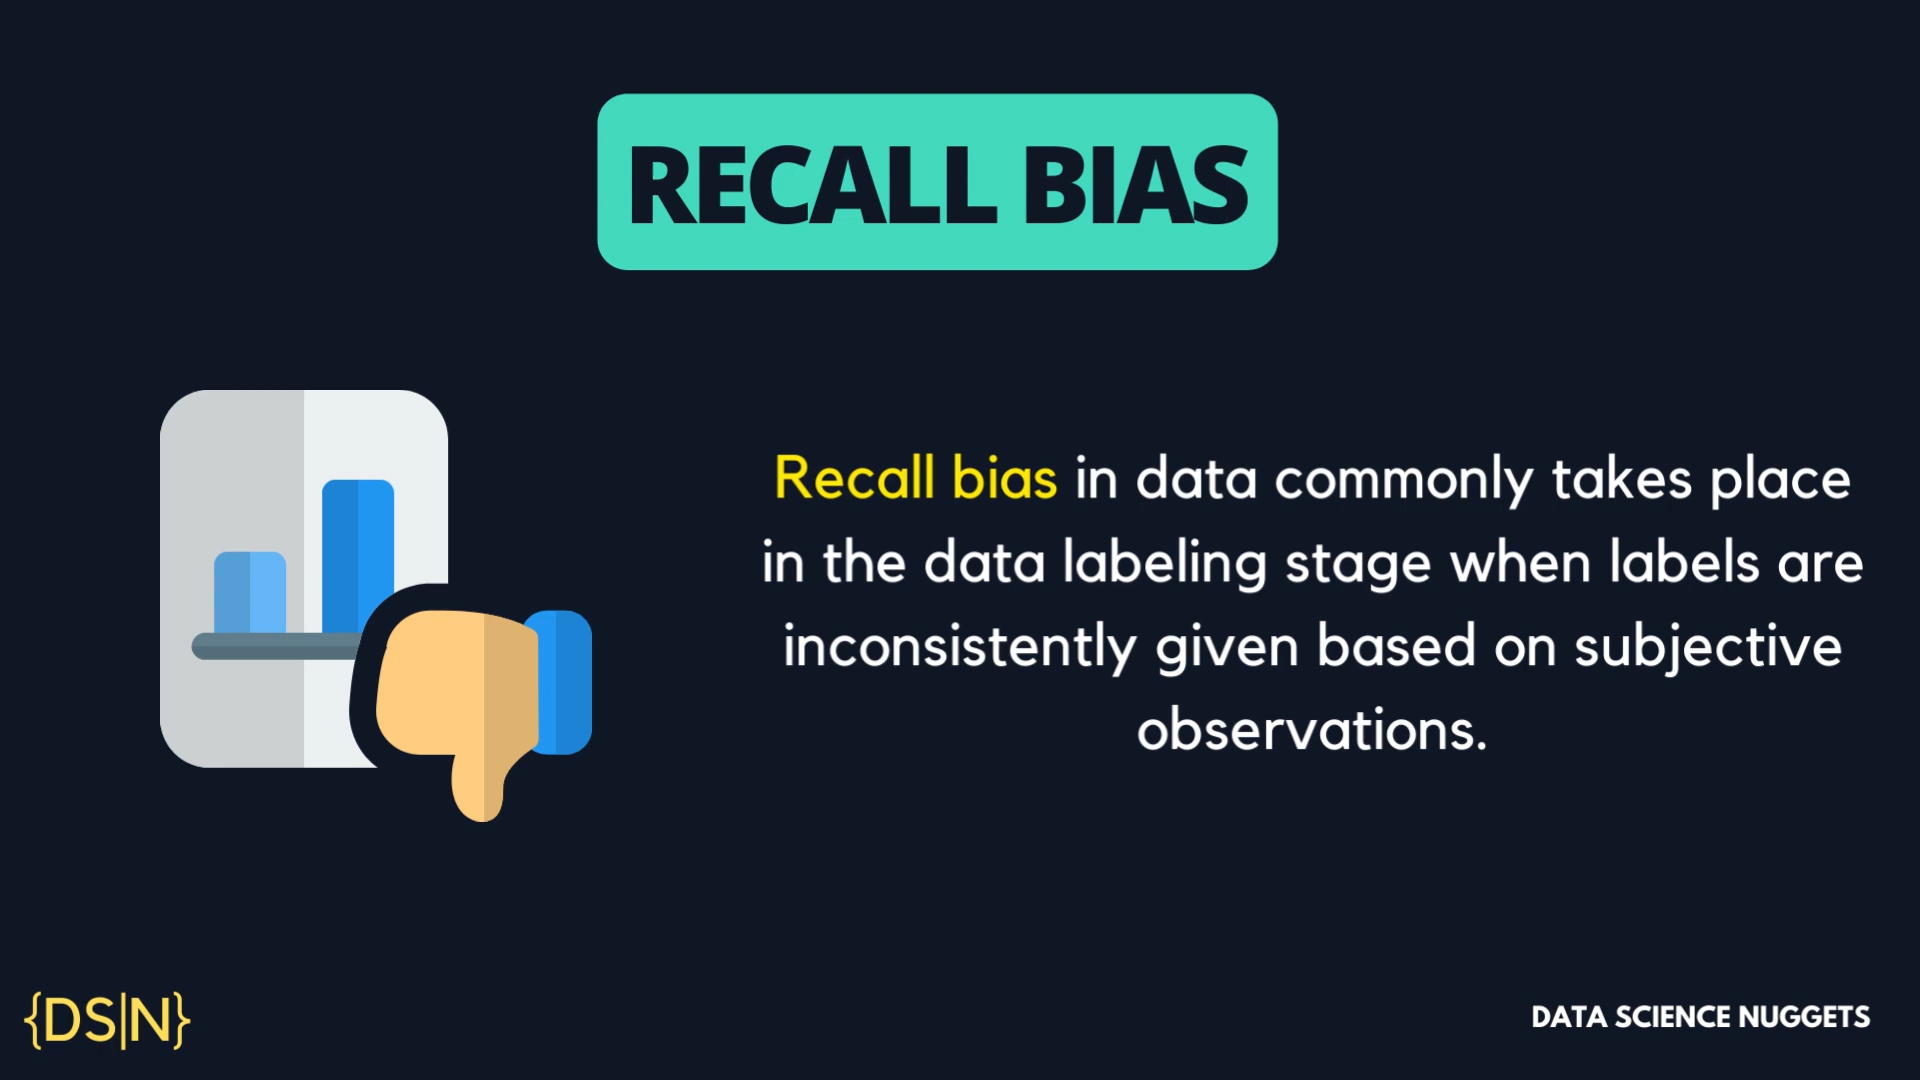 RECALL BIAS
Recall bias in data commonly takes place
in the data labeling stage when labels are
inconsistently given based on subjective
observations.
{DS|N}
DATA SCIENCE NUGGETS